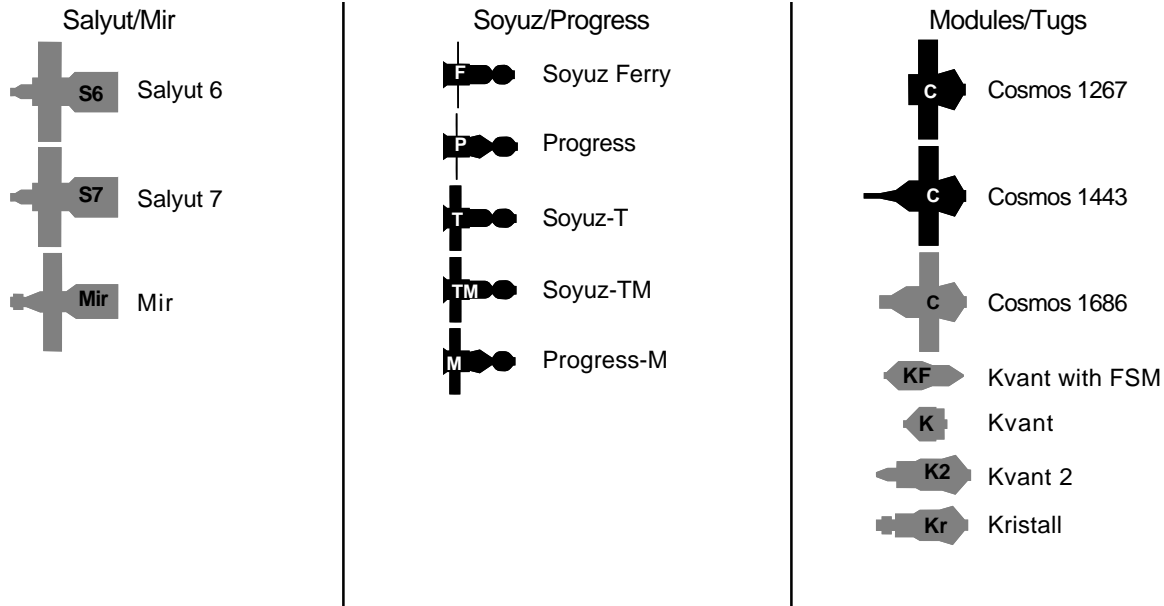 Salyut/Mir
S6 Salyut 6
S7 Salyut 7
Mir Mir
Soyuz/Progress
F Soyuz Ferry
P Progress
T Soyuz-T
TM Soyuz-TM
M Progress-M
Modules/Tugs
C Cosmos 1267
C Cosmos 1443
C Cosmos 1686
KF Kvant with FSM
K Kvant
K2 Kvant 2
Kr Kristall